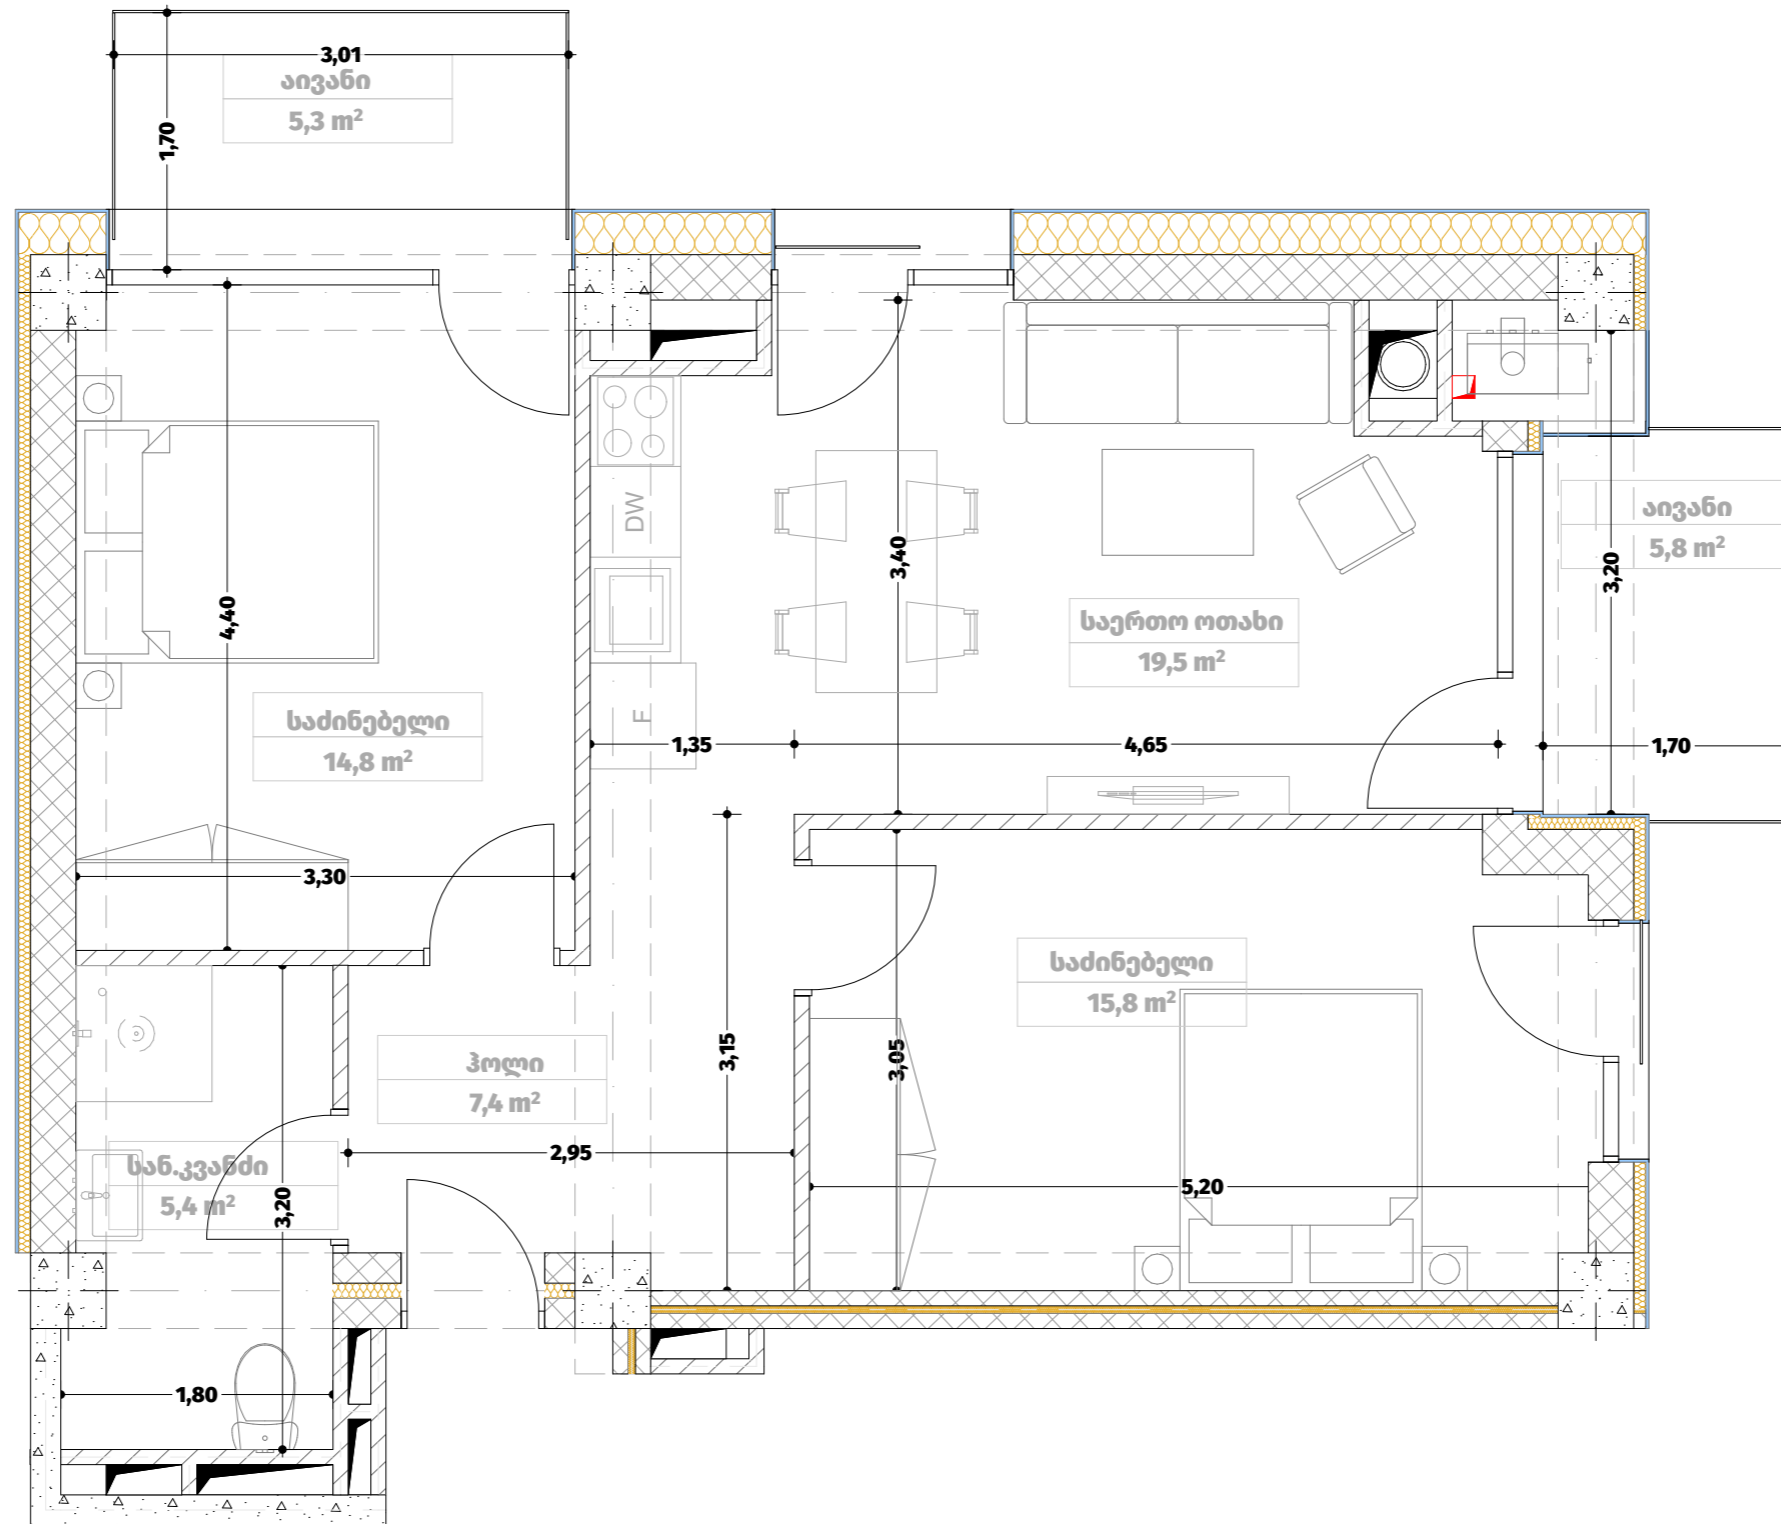 3,01
აივანი
5,3 m²
1,70
4,40
საძინებელი
14,8 m²
3,30
DW
F
3,40
საერთო ოთახი
19,5 m²
1,35
4,65
აივანი
5,8 m²
3,20
1,70
საძინებელი
15,8 m²
3,05
3,15
5,20
ჰოლი
7,4 m²
2,95
სან.კვანძი
5,4 m²
3,20
1,80